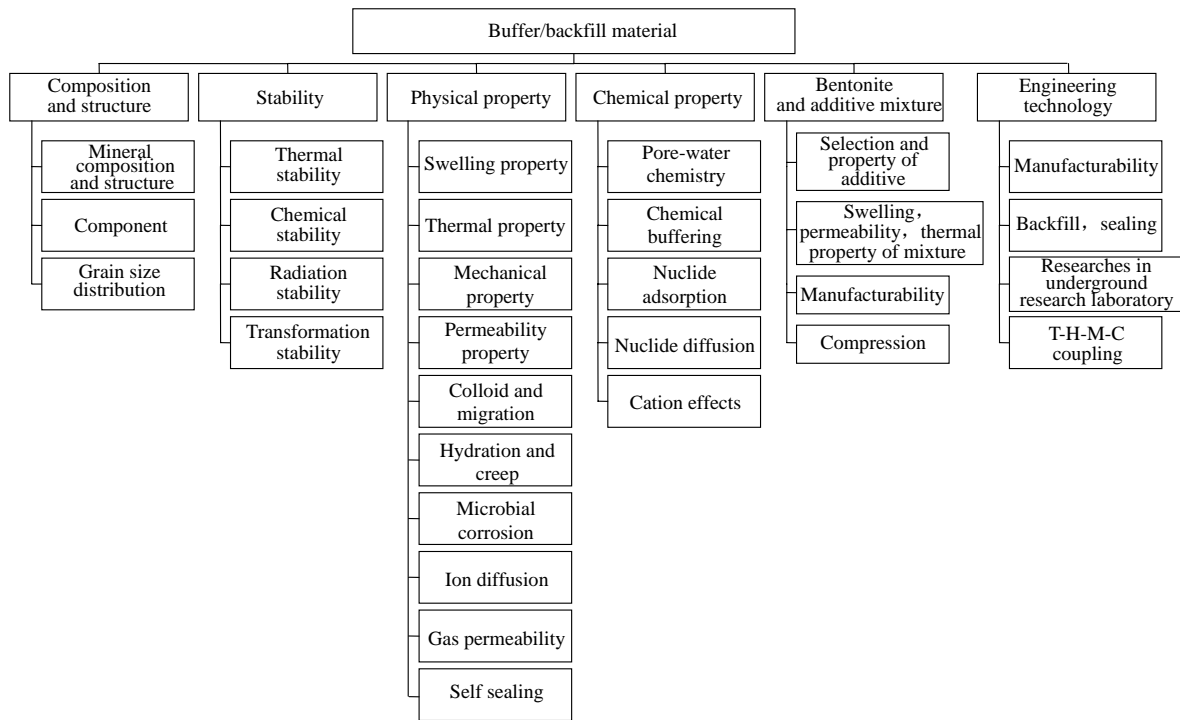 Buffer/backfill material
Composition
and structure
Mineral
composition
and structure
Component
Grain size
distribution
Stability
Thermal
stability
Chemical
stability
Radiation
stability
Transformation
stability
Physical property
Swelling property
Thermal property
Mechanical
property
Permeability
property
Colloid and
migration
Hydration and
creep
Microbial
corrosion
Ion diffusion
Gas permeability
Self sealing
Chemical property
Pore-water
chemistry
Chemical
buffering
Nuclide
adsorption
Nuclide diffusion
Cation effects
Bentonite
and additive mixture
Selection and
property of
additive
Swelling,
permeability, thermal
property of mixture
Manufacturability
Compression
Engineering
technology
Manufacturability
Backfill, sealing
Researches in
underground
research laboratory
T-H-M-C
coupling